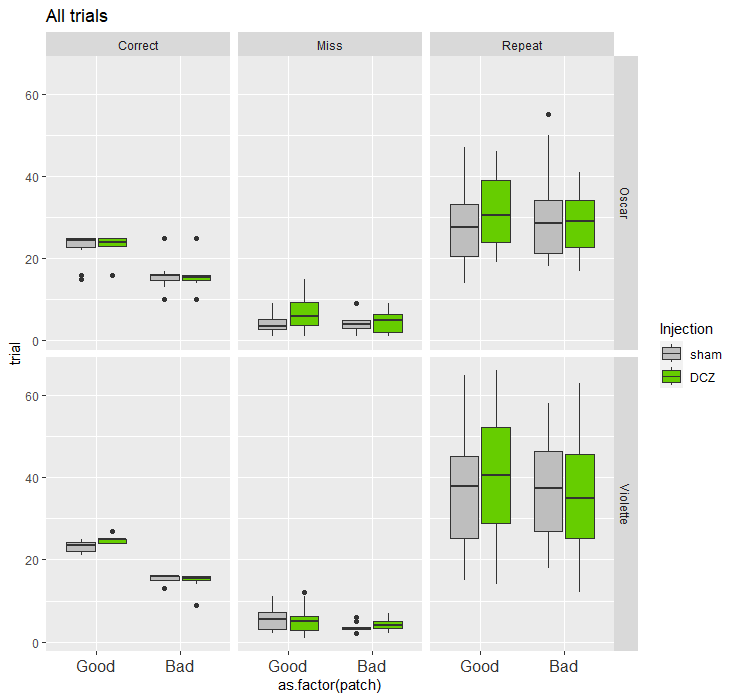 All trials
Correct Miss Repeat
60
40
20
0
Oscar
60
40
20
0
Violette
trial
Good Bad Good Bad Good Bad
as.factor(patch)
Injection
sham
DCZ